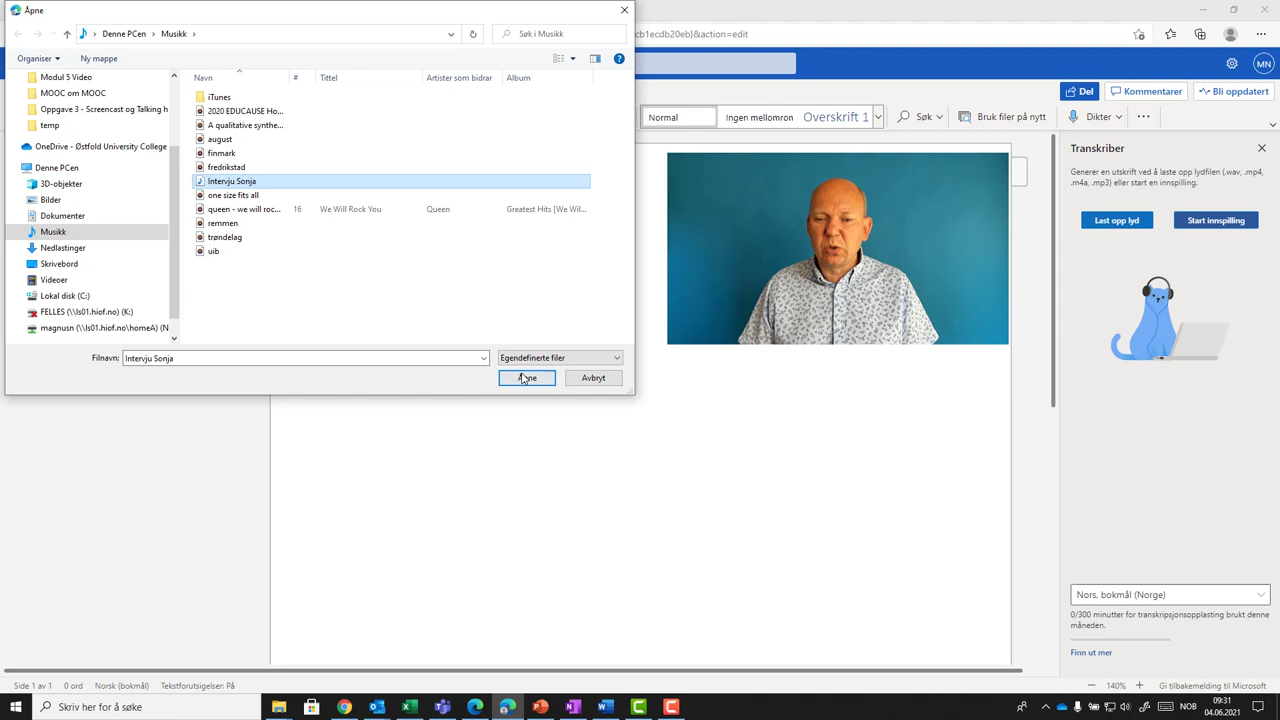 Åpne
Denne PCen > Musikk >
Søk i Musikk
cb1ecdb20eb}&action=edit
Organiser
Ny mappe
MN
Modul 5 Video
MOOC om MOOC
Oppgave 3 - Screencast og Talking h
temp
OneDrive - Østfold University College
Denne PCen
3D-objekter
Bilder
Dokumenter
Musikk
Nedlastinger
Skrivebord
Videoer
Lokal disk (C:)
FELLES (\\ls01.hiof.no) (K:)
magnusn (\\ls01.hiof.no\homeA) (N
Navn # Tittel Artister som bidrar Album
iTunes
2020 EDUCAUSE Ho...
A qualitative synthe...
august
finmark
fredrikstad
Intervju Sonja
one size fits all
queen - we will roc... 16 We Will Rock You Queen Greatest Hits [We Wil...
remmen
trøndelag
uib
Filnavn: Intervju Sonja
Egendefinerte filer
Åpne
Avbryt
Del
Kommentarer
Bli oppdatert
Normal
Ingen mellomrom
Overskrift 1
Søk
Bruk filer på nytt
Dikter
Transkriber
Generer en utskrift ved å laste opp lydfilen (.wav, .mp4,
.m4a, .mp3) eller start en innspilling.
Last opp lyd
Start innspilling
Nors, bokmål (Norge)
0/300 minutter for transkripsjonsopplasting brukt denne
måneden.
Finn ut mer
Side 1 av 1
0 ord
Norsk (bokmål)
Tekstforutsigelser: På
140%
Gi tilbakemelding til Microsoft
Skriv her for å søke
NOB
09:31
04.06.2021